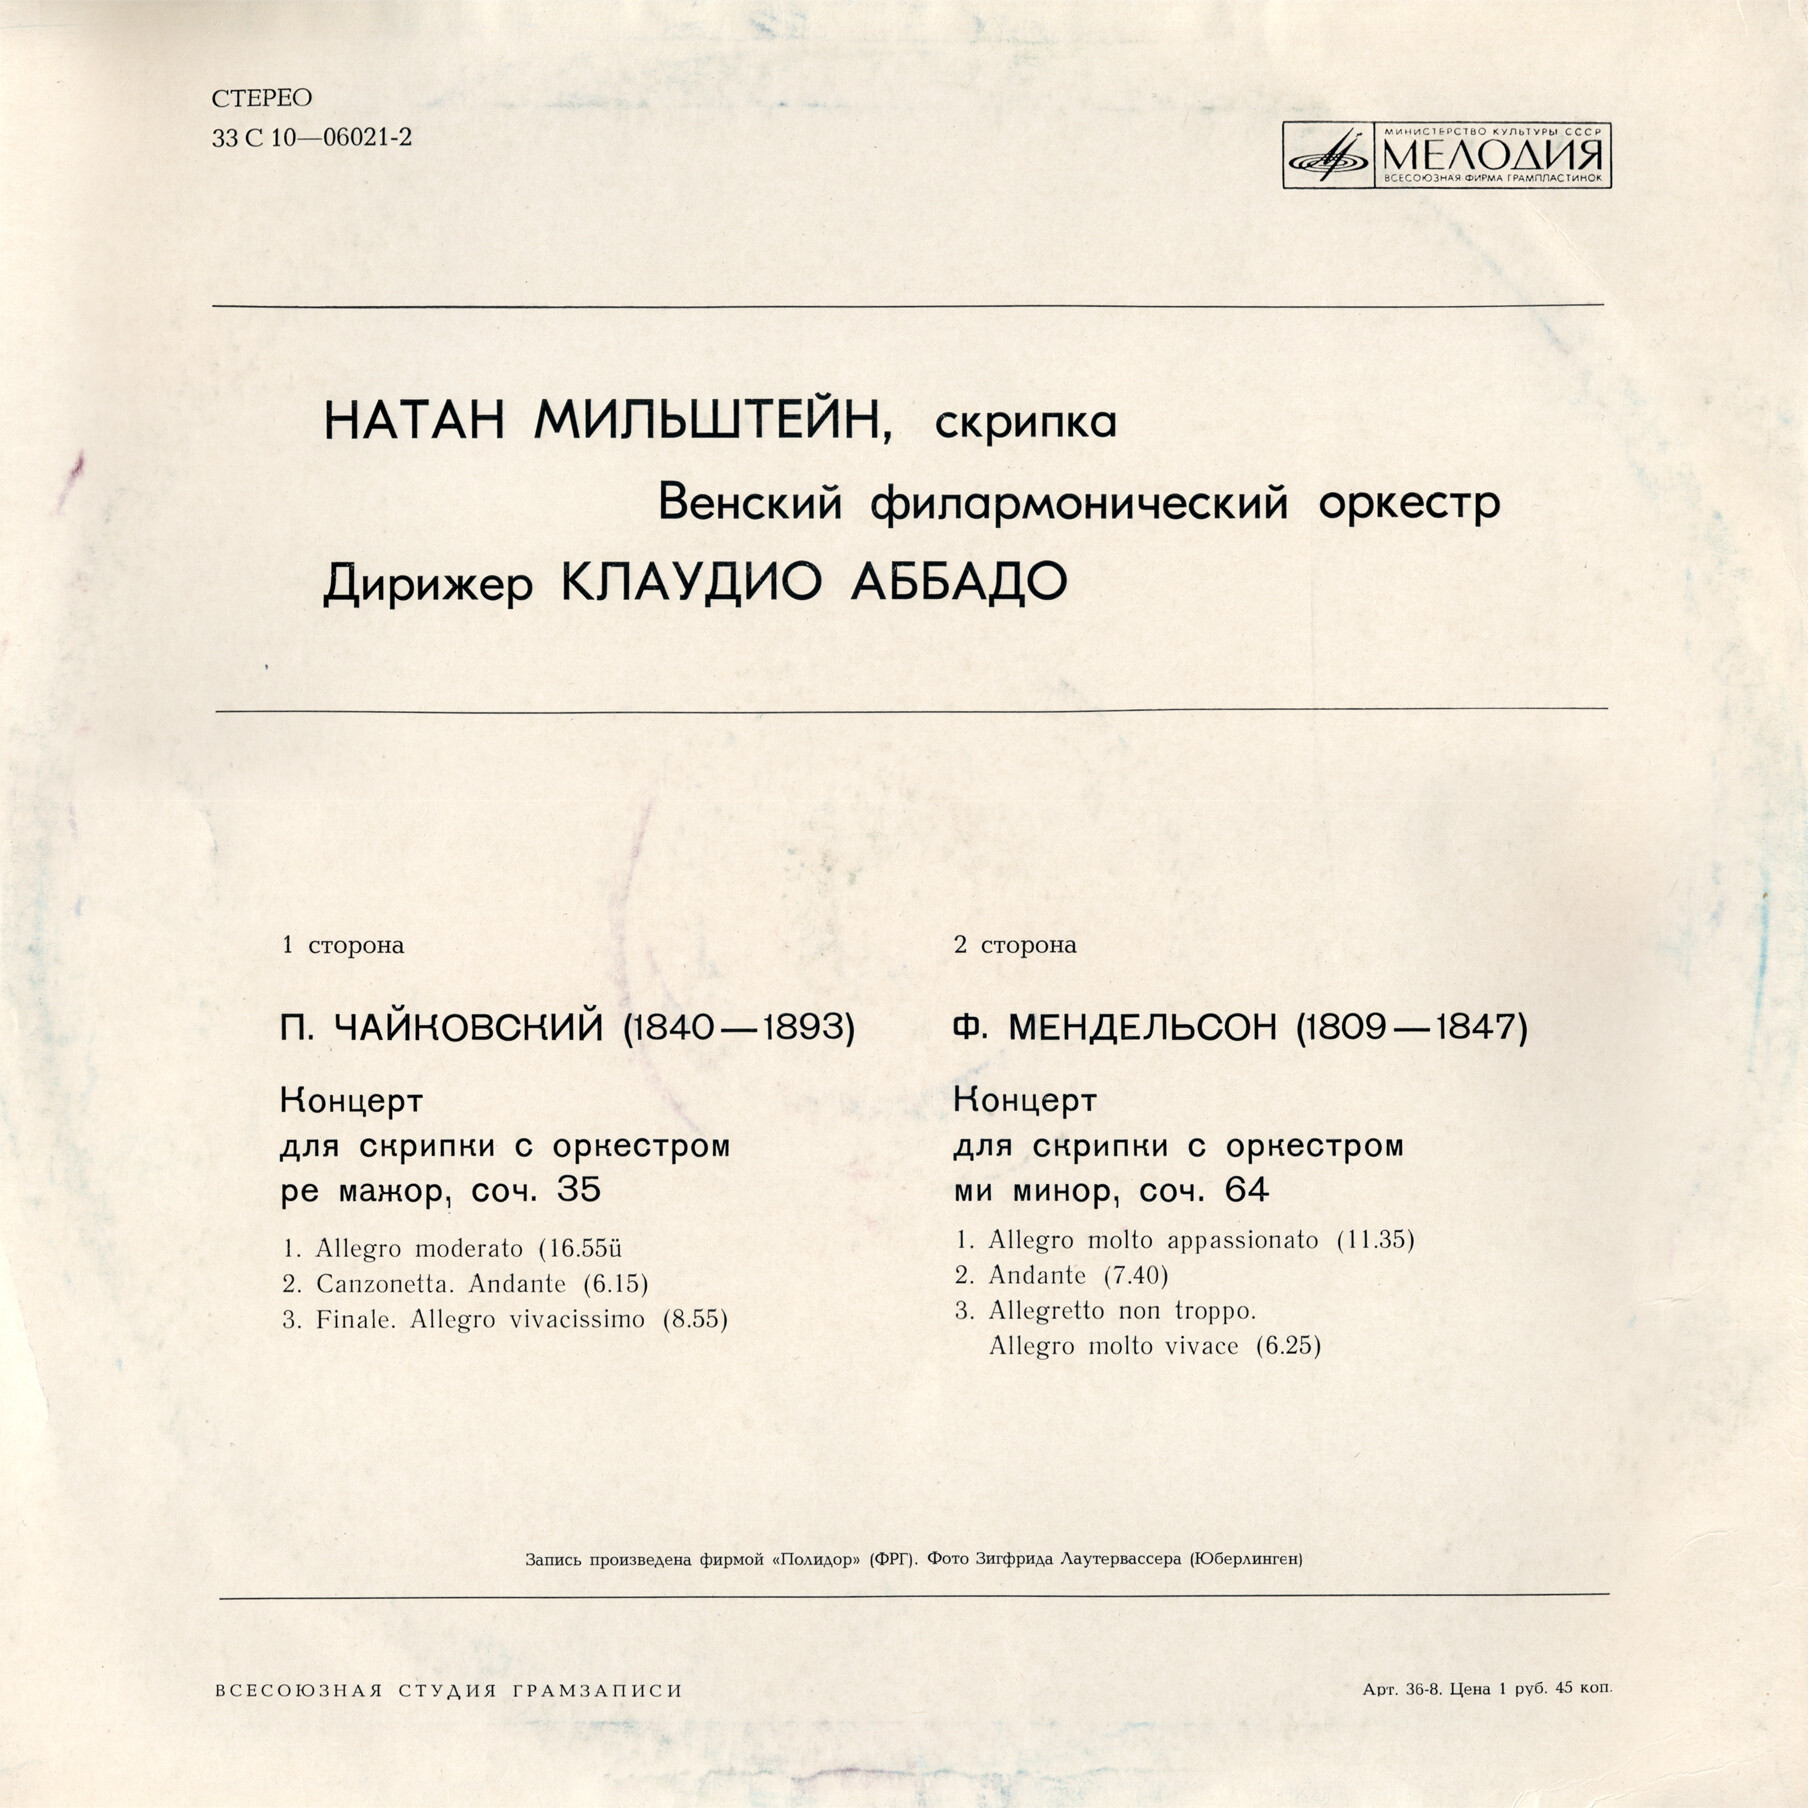 СТЕРЕО
33 С 10—06021-2
МИНИСТЕРСТВО КУЛЬТУРЫ СССР
МЕЛОДИЯ
ВСЕСОЮЗНАЯ ФИРМА ГРАМПЛАСТИНОК
НАТАН МИЛЬШТЕЙН, скрипка
Венский филармонический оркестр
Дирижер КЛАУДИО АББАДО
1 сторона
П. ЧАЙКОВСКИЙ (1840—1893)
Концерт
для скрипки с оркестром
ре мажор, соч. 35
1. Allegro moderato (16.55ü
2. Canzonetta. Andante (6.15)
3. Finale. Allegro vivacissimo (8.55)
2 сторона
Ф. МЕНДЕЛЬСОН (1809—1847)
Концерт
для скрипки с оркестром
ми минор, соч. 64
1. Allegro molto appassionato (11.35)
2. Andante (7.40)
3. Allegretto non troppo.
Allegro molto vivace (6.25)
Запись произведена фирмой «Полидор» (ФРГ). Фото Зигфрида Лаутервассера (Юберлинген)
ВСЕСОЮЗНАЯ СТУДИЯ ГРАМЗАПИСИ
Арт. 36-8. Цена 1 руб. 45 коп.